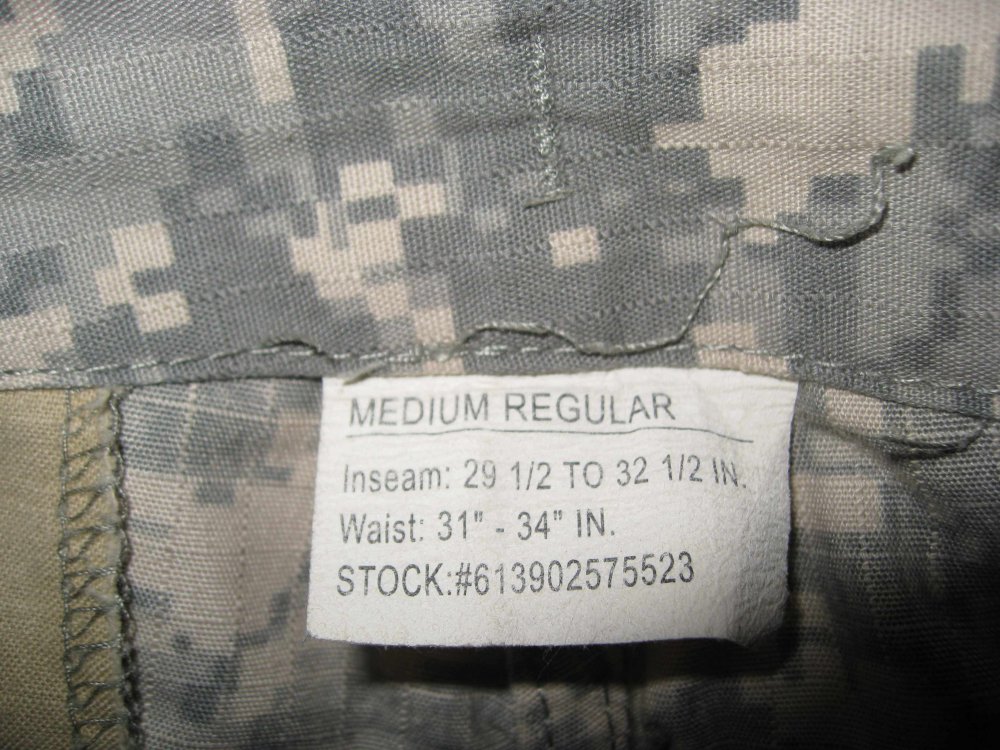 MEDIUM REGULAR
Inseam: 29 1/2 TO 32 1/2 IN.
Waist: 31" - 34" IN.
STOCK:#613902575523